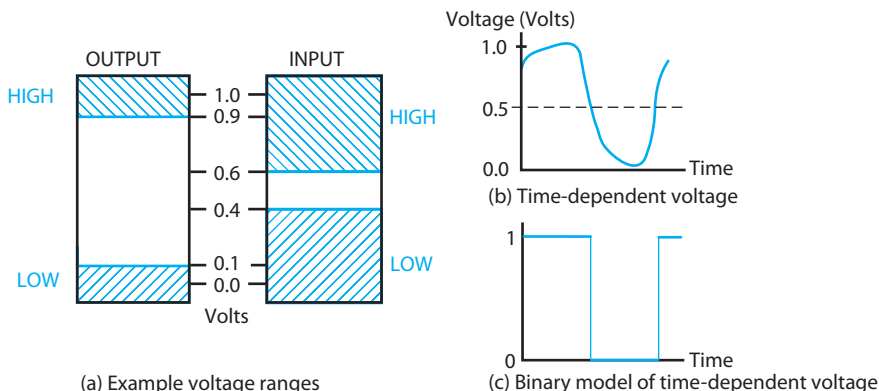 OUTPUT
INPUT
HIGH
1.0
0.9
HIGH
0.6
0.4
LOW
0.1
0.0
LOW
Volts
(a) Example voltage ranges
Voltage (Volts)
1.0
0.5
0.0
Time
(b) Time-dependent voltage
1
0
Time
(c) Binary model of time-dependent voltage